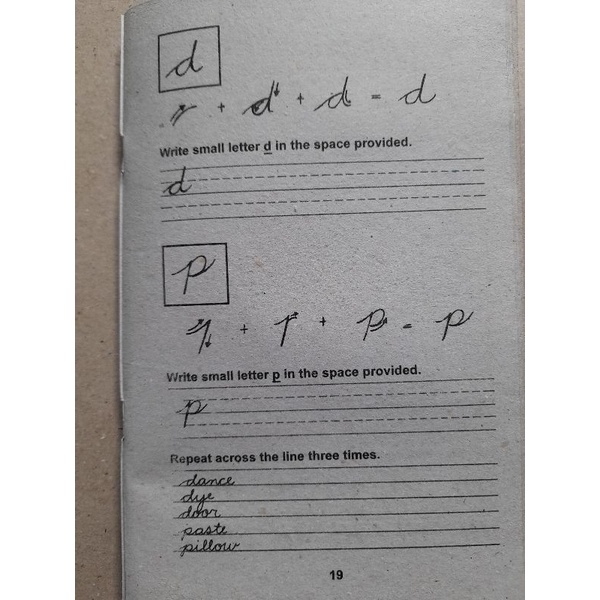 d
+ d + d = d
Write small letter d in the space provided.
d
p
+ + p = p
Write small letter p in the space provided.
p
Repeat across the line three times.
dance
dye
door
paste
pillow
19